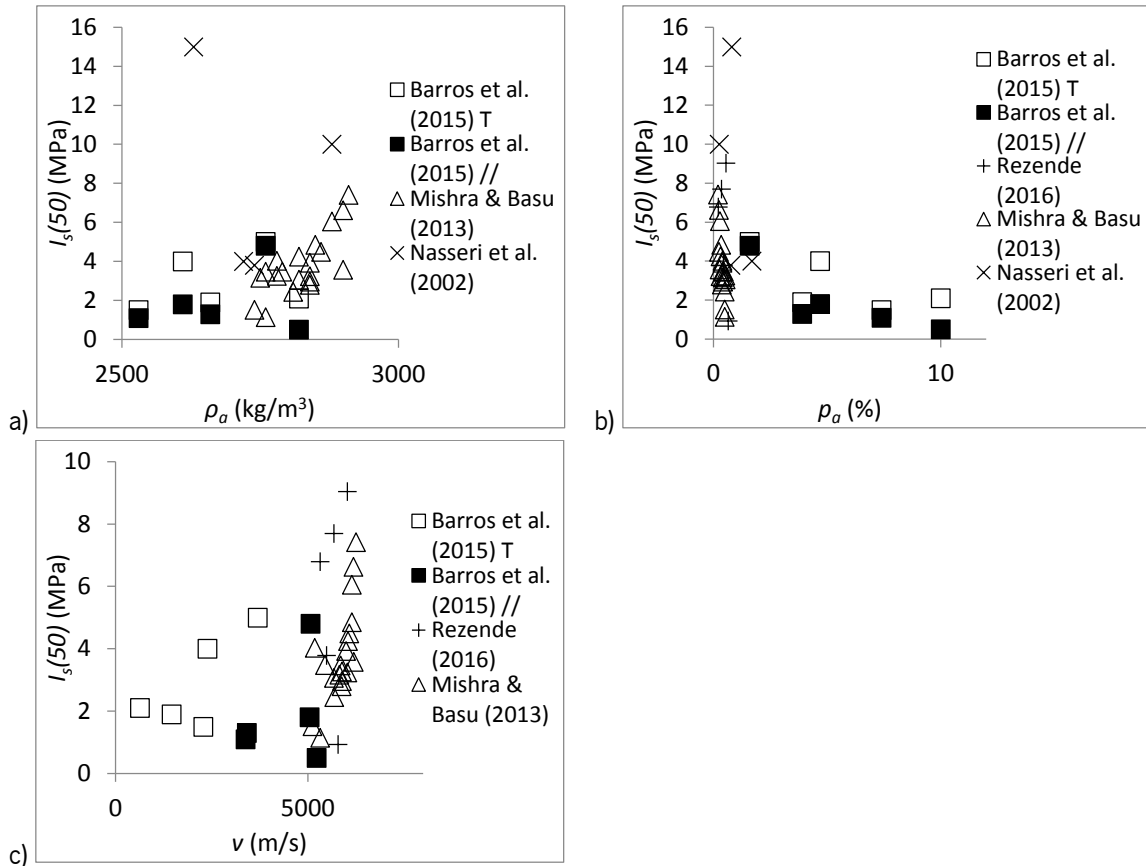 16
14
12
10
8
6
4
2
0
I_s(50) (MPa)
2500
3000
ρ_a (kg/m³)
Barros et al.
(2015) T
Barros et al.
(2015) //
Mishra & Basu
(2013)
Nasseri et al.
(2002)
a)
16
14
12
10
8
6
4
2
0
I_s(50) (MPa)
0
10
p_a (%)
Barros et al.
(2015) T
Barros et al.
(2015) //
Rezende
(2016)
Mishra & Basu
(2013)
Nasseri et al.
(2002)
b)
10
8
6
4
2
0
I_s(50) (MPa)
0
5000
v (m/s)
Barros et al.
(2015) T
Barros et al.
(2015) //
Rezende
(2016)
Mishra &
Basu (2013)
c)